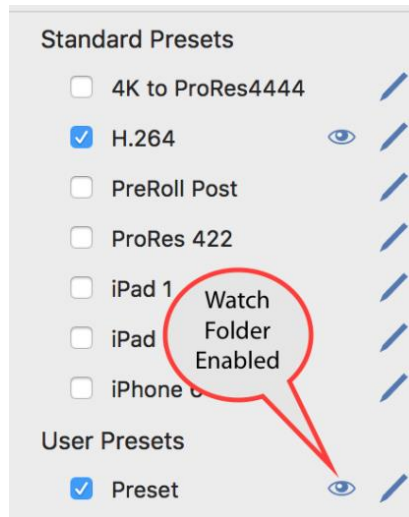 Standard Presets
4K to ProRes4444
H.264
PreRoll Post
ProRes 422
iPad 1
iPad
iPhone
Watch
Folder
Enabled
User Presets
Preset